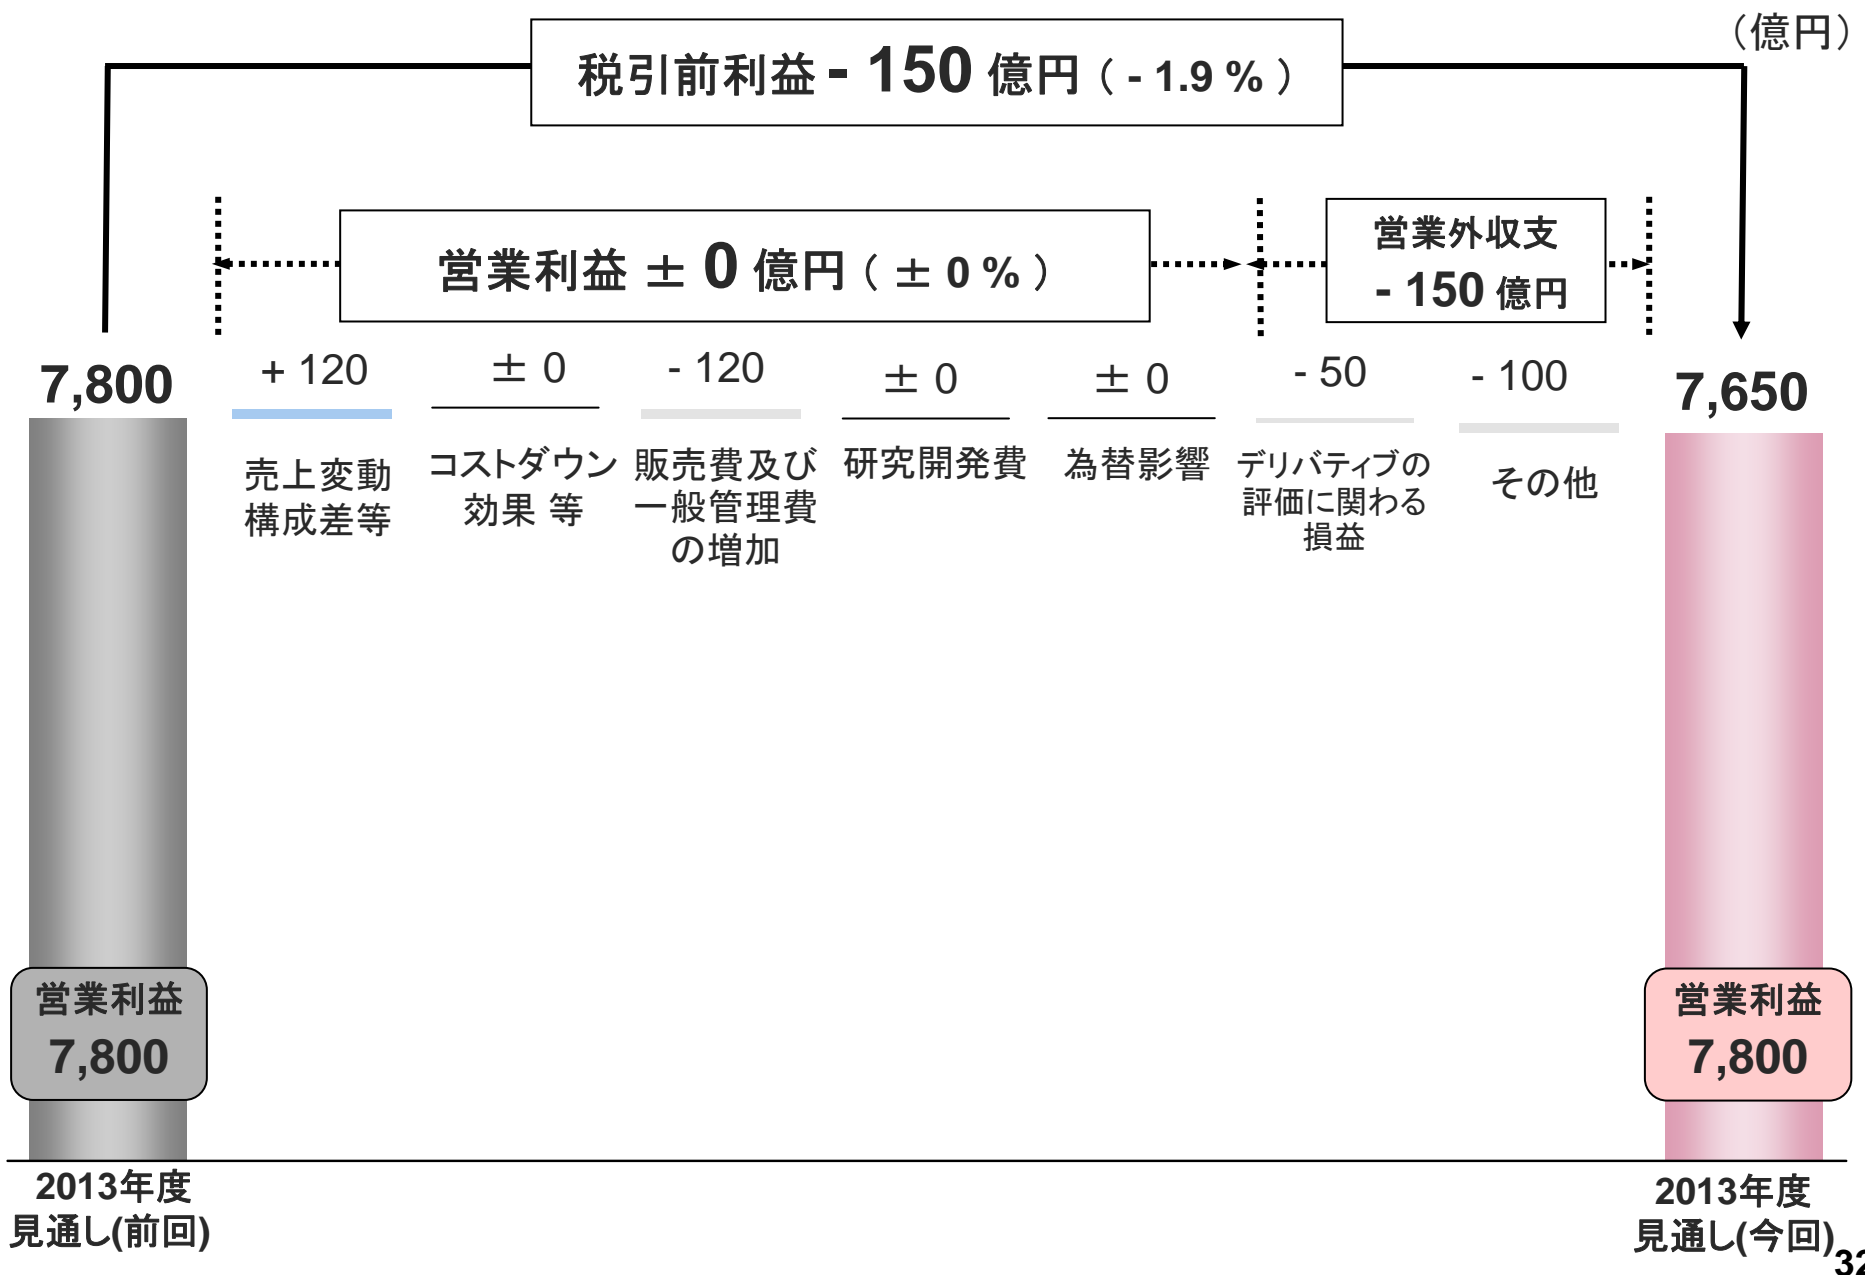 （億円）
税引前利益 - 150 億円 （ - 1.9 % ）
営業利益 ± 0 億円 （ ± 0 % ）
営業外収支
- 150 億円
7,800
+ 120
± 0
- 120
± 0
± 0
- 50
- 100
7,650
売上変動
構成差等
コストダウン
効果 等
販売費及び
一般管理費
の増加
研究開発費
為替影響
デリバティブの
評価に関わる
損益
その他
営業利益
7,800
営業利益
7,800
2013年度
見通し(前回)
2013年度
見通し(今回)
32